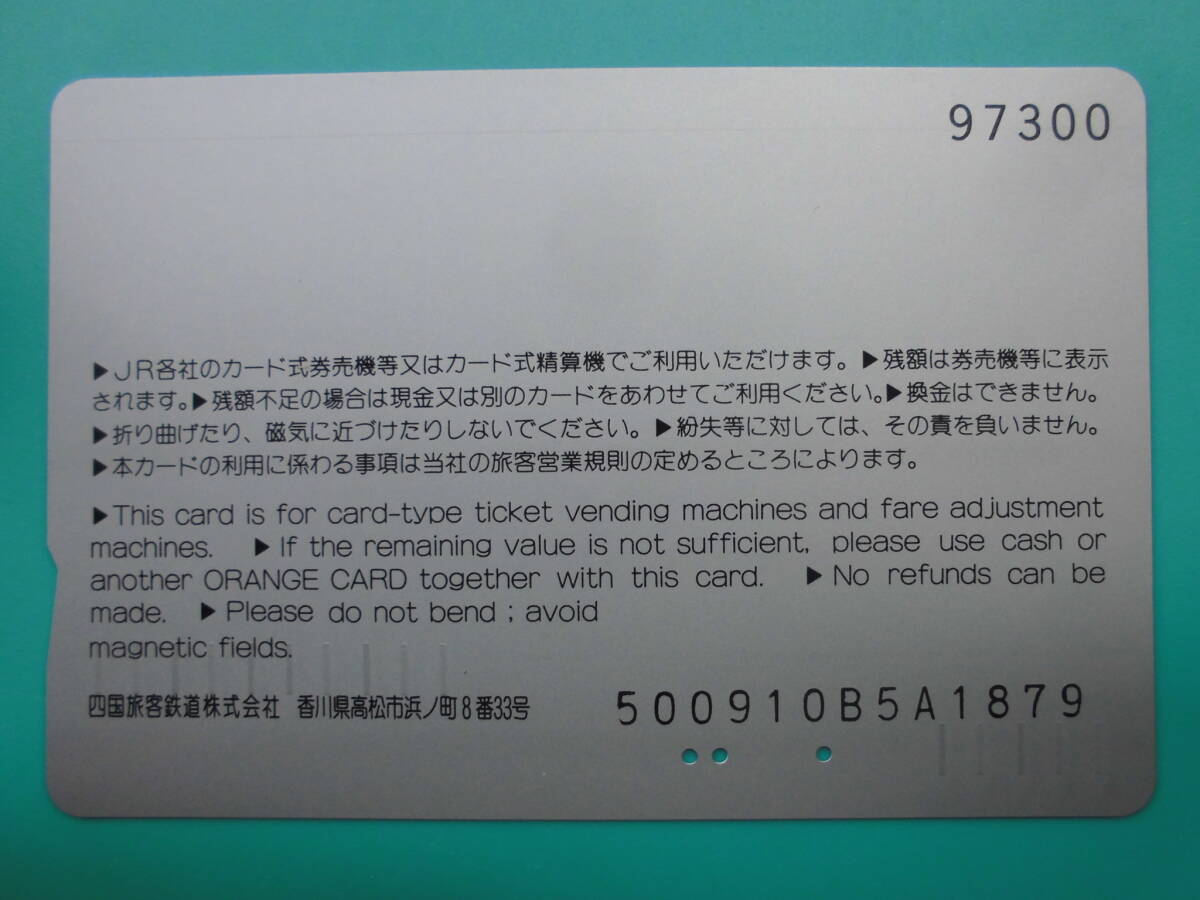 97300
▶JR各社のカード式券売機等又はカード式精算機でご利用いただけます。▶残額は券売機等に表示
されます。▶残額不足の場合は現金又は別のカードをあわせてご利用ください。▶換金はできません。
▶折り曲げたり、磁気に近づけたりしないでください。▶紛失等に対しては、その責を負いません。
▶本カードの利用に係わる事項は当社の旅客営業規則の定めるところによります。
▶This card is for card-type ticket vending machines and fare adjustment
machines. ▶If the remaining value is not sufficient, please use cash or
another ORANGE CARD together with this card. ▶No refunds can be
made. ▶Please do not bend ; avoid
magnetic fields.
四国旅客鉄道株式会社 香川県高松市浜ノ町8番33号
500910B5A1879